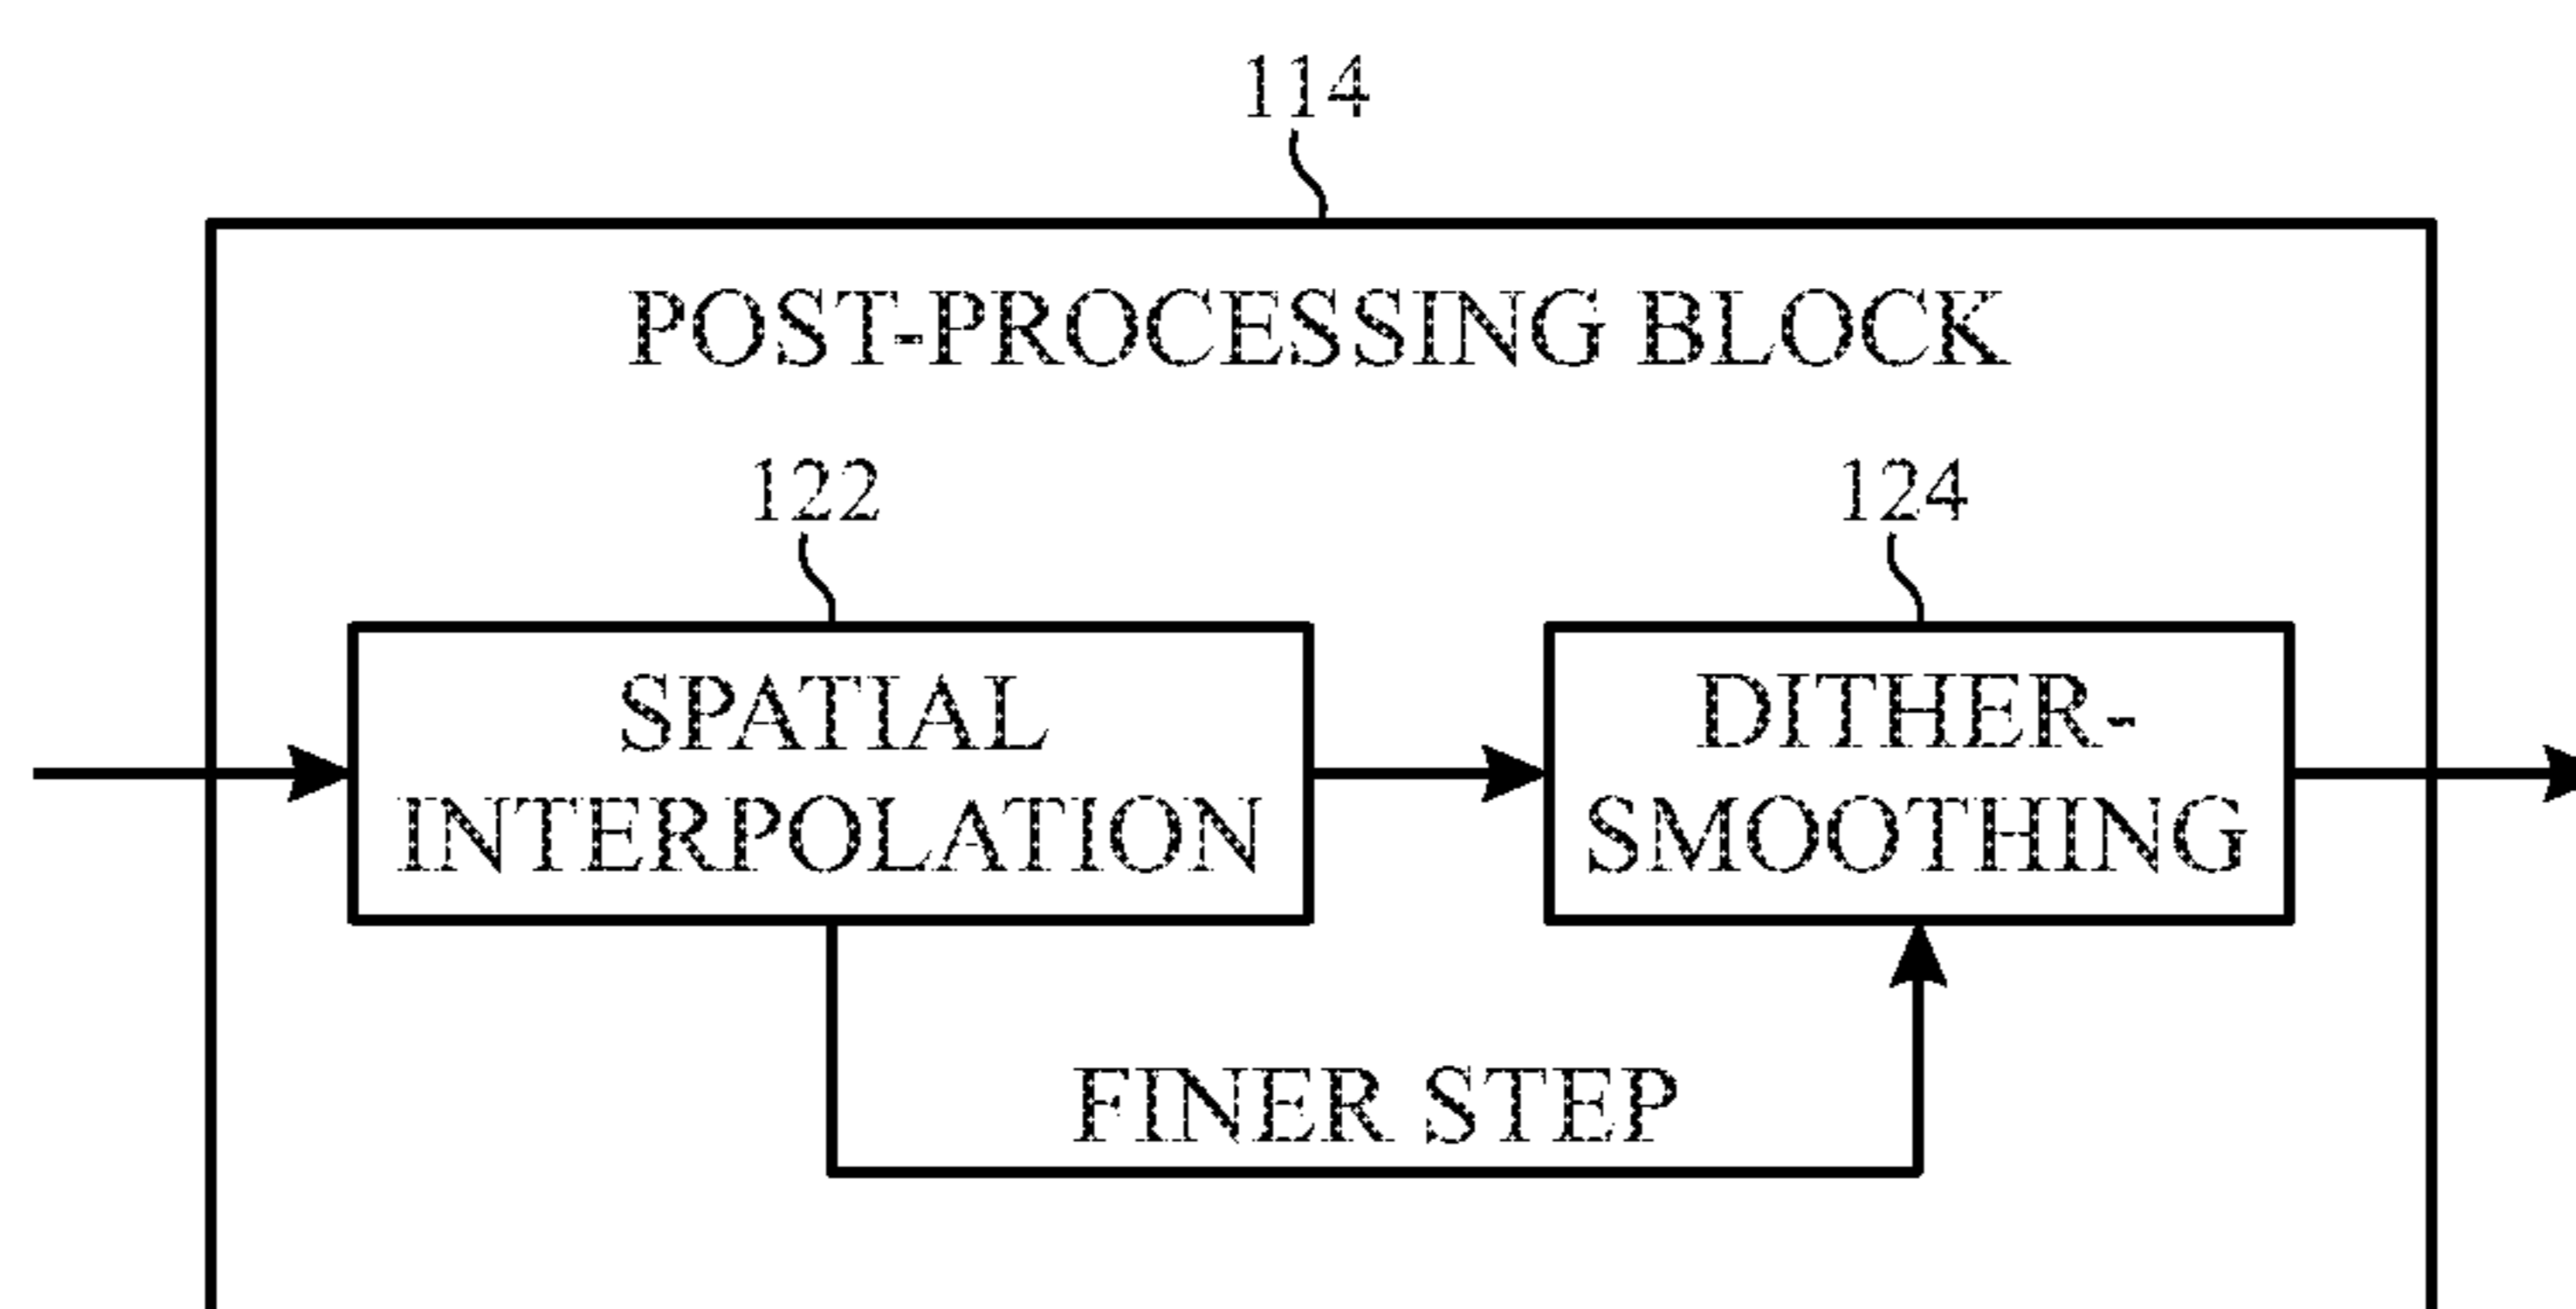 114
POST-PROCESSING BLOCK
122
124
SPATIAL
INTERPOLATION
DITHER-
SMOOTHING
FINER STEP